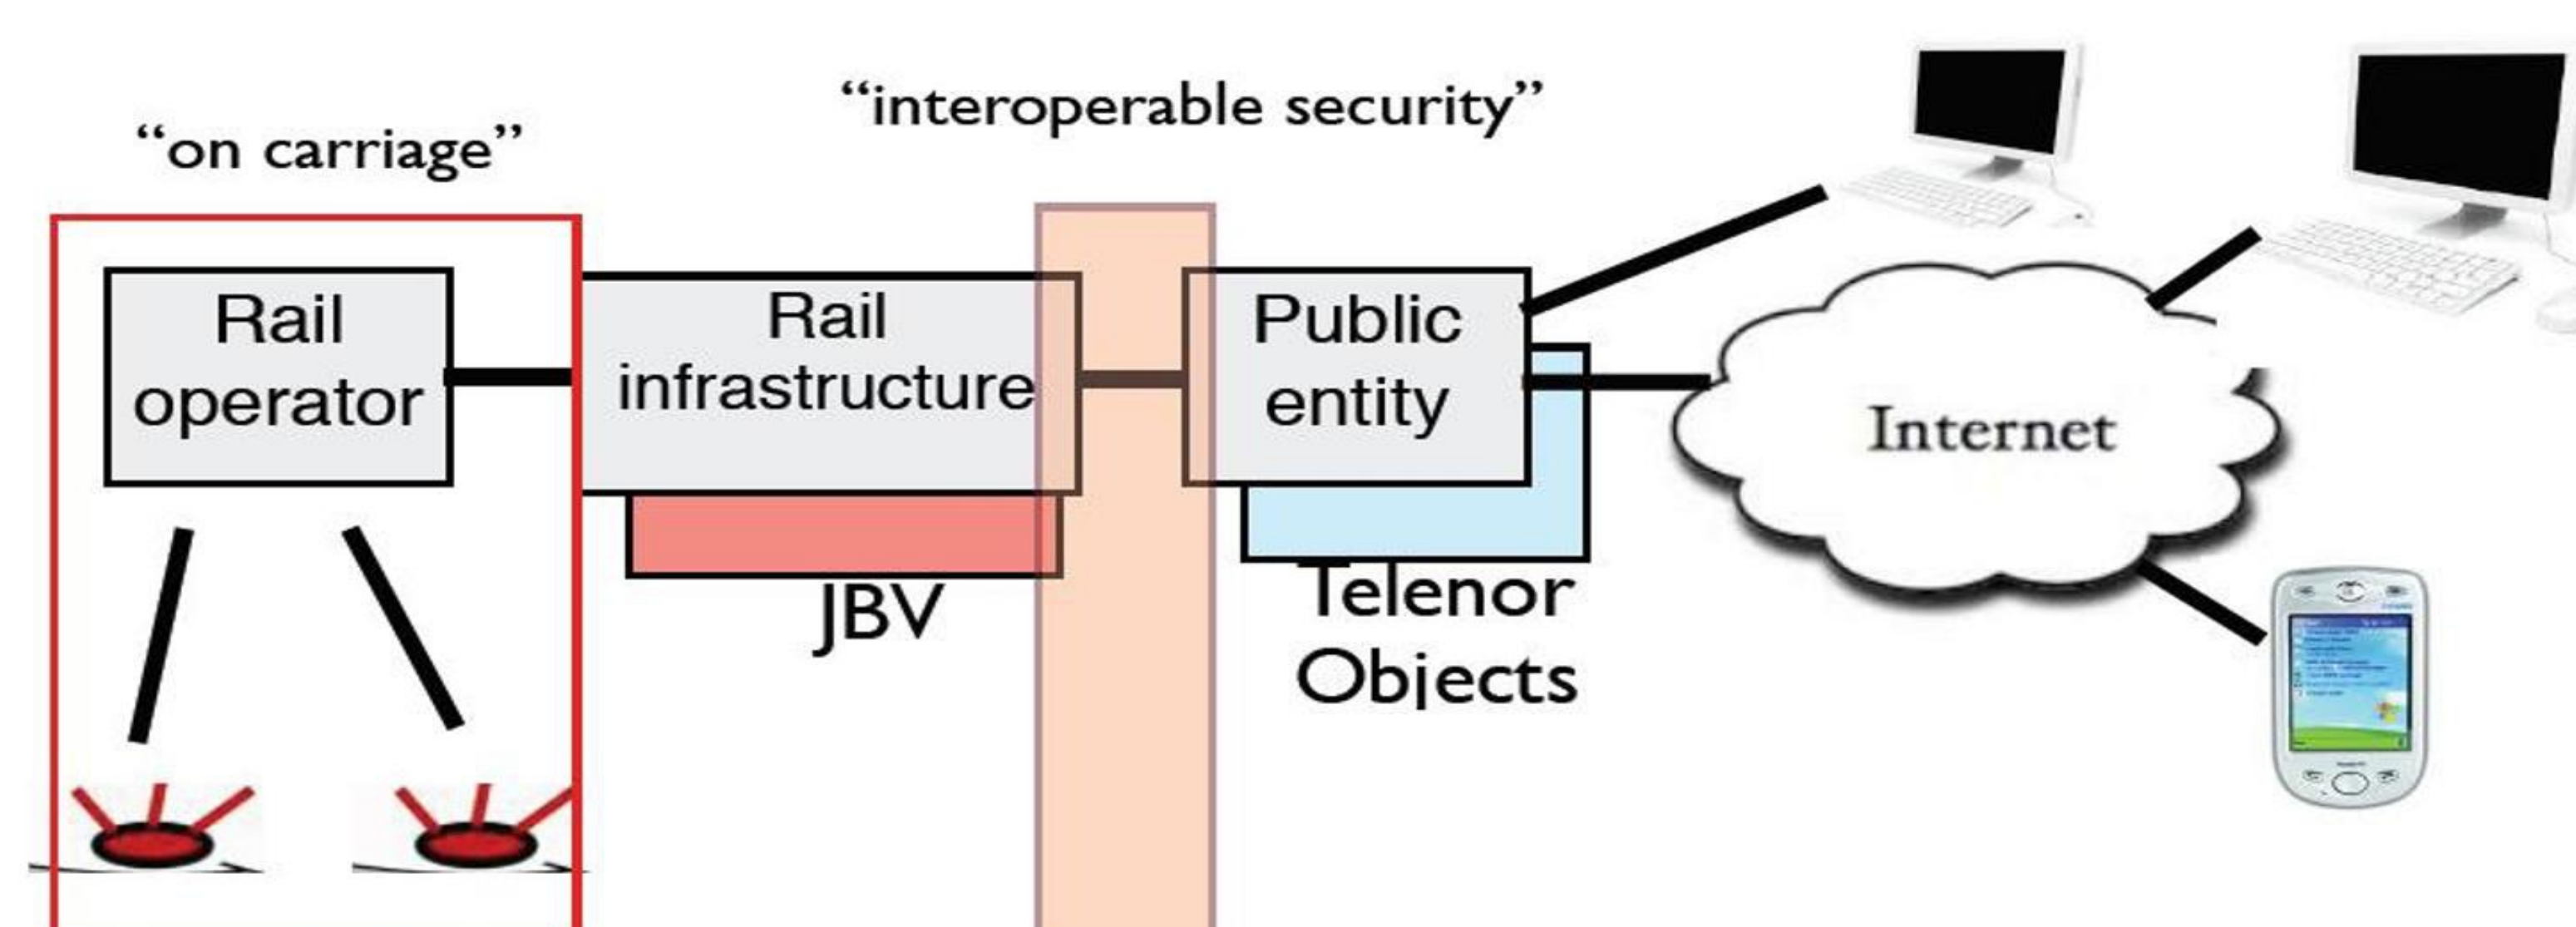 “on carriage”
“interoperable security”
Rail
operator
Rail
infrastructure
JBV
Public
entity
Telenor
Objects
Internet